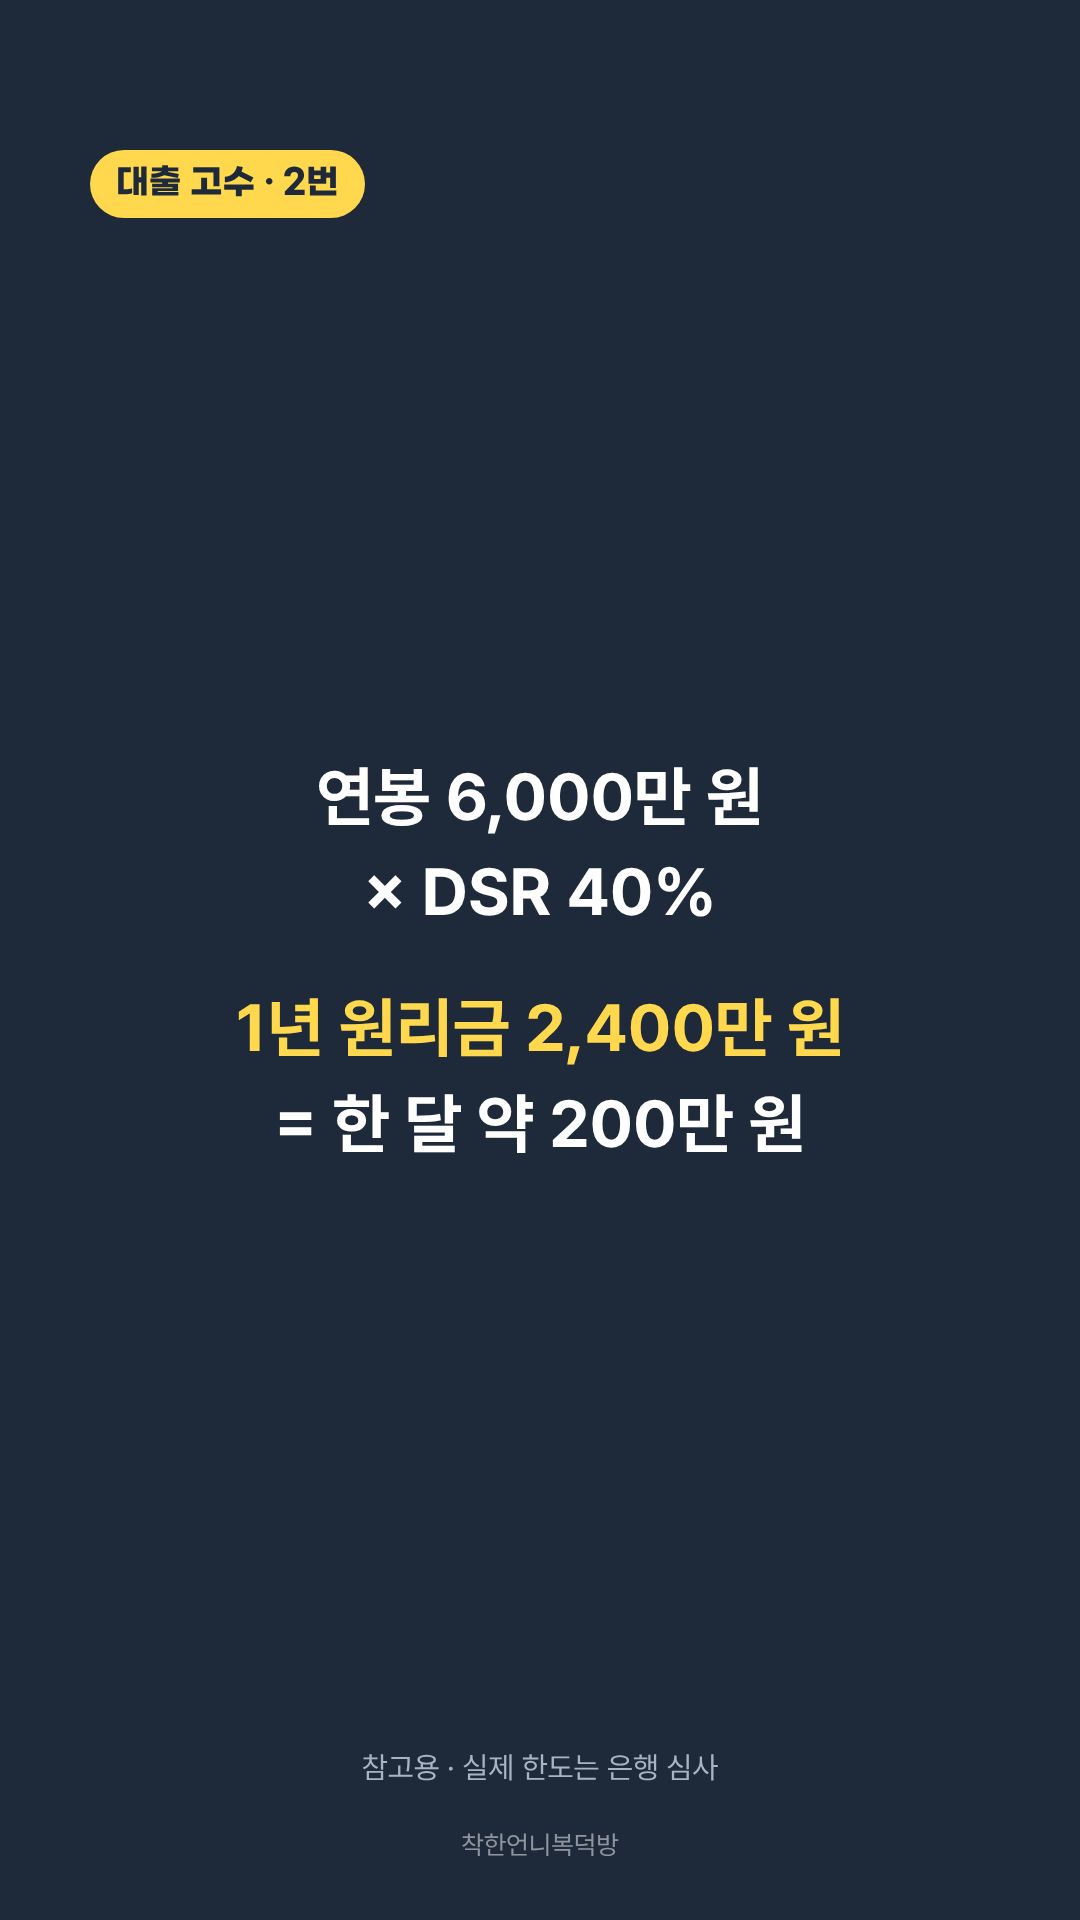 대출 고수 · 2번
연봉 6,000만 원
× DSR 40%
1년 원리금 2,400만 원
= 한 달 약 200만 원
참고용 · 실제 한도는 은행 심사
착한언니복덕방